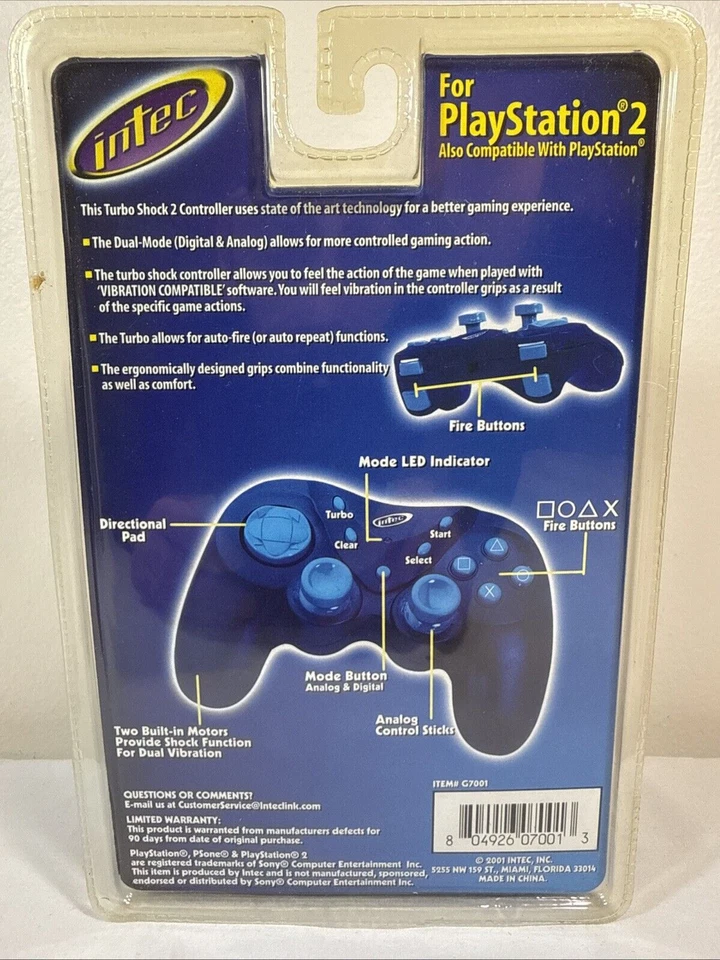 intec
For
PlayStation®2
Also Compatible With PlayStation®
This Turbo Shock 2 Controller uses state of the art technology for a better gaming experience.
▪ The Dual-Mode (Digital & Analog) allows for more controlled gaming action.
▪ The turbo shock controller allows you to feel the action of the game when played with
'VIBRATION COMPATIBLE' software. You will feel vibration in the controller grips as a result
of the specific game actions.
▪ The Turbo allows for auto-fire (or auto repeat) functions.
▪ The ergonomically designed grips combine functionality
as well as comfort.
Fire Buttons
Mode LED Indicator
Directional
Pad
Turbo
Clear
intec
Start
Select
□○△X
Fire Buttons
△
□
○
X
Mode Button
Analog & Digital
Analog
Control Sticks
Two Built-in Motors
Provide Shock Function
For Dual Vibration
QUESTIONS OR COMMENTS?
E-mail us at CustomerService@Inteclink.com
LIMITED WARRANTY:
This product is warranted from manufacturers defects for
90 days from date of original purchase.
PlayStation®, PSone® & PlayStation® 2
are registered trademarks of Sony® Computer Entertainment Inc.
This item is produced by Intec and is not manufactured, sponsored,
endorsed or distributed by Sony® Computer Entertainment Inc.
ITEM# G7001
8 04926 07001 3
© 2001 INTEC, INC.
5255 NW 159 ST., MIAMI, FLORIDA 33014
MADE IN CHINA.